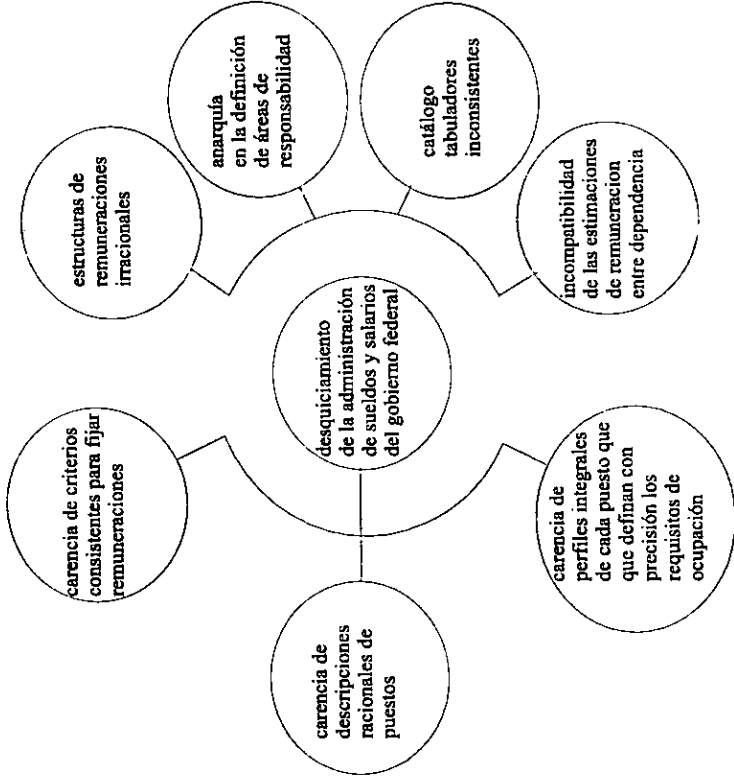 carencia de criterios
consistentes para fijar
remuneraciones
estructuras de
remuneraciones
irracionales
anarquía
en la definición
de áreas de
responsabilidad
catálogo
tabuladores
inconsistentes
incompatibilidad
de las estimaciones
de remuneracion
entre dependencia
desquiciamiento
de la administración
de sueldos y salarios
del gobierno federal
carencia de
descripciones
racionales de
puestos
carencia de
perfiles integrales
de cada puesto que
que definan con
precisión los
requisitos de
ocupación